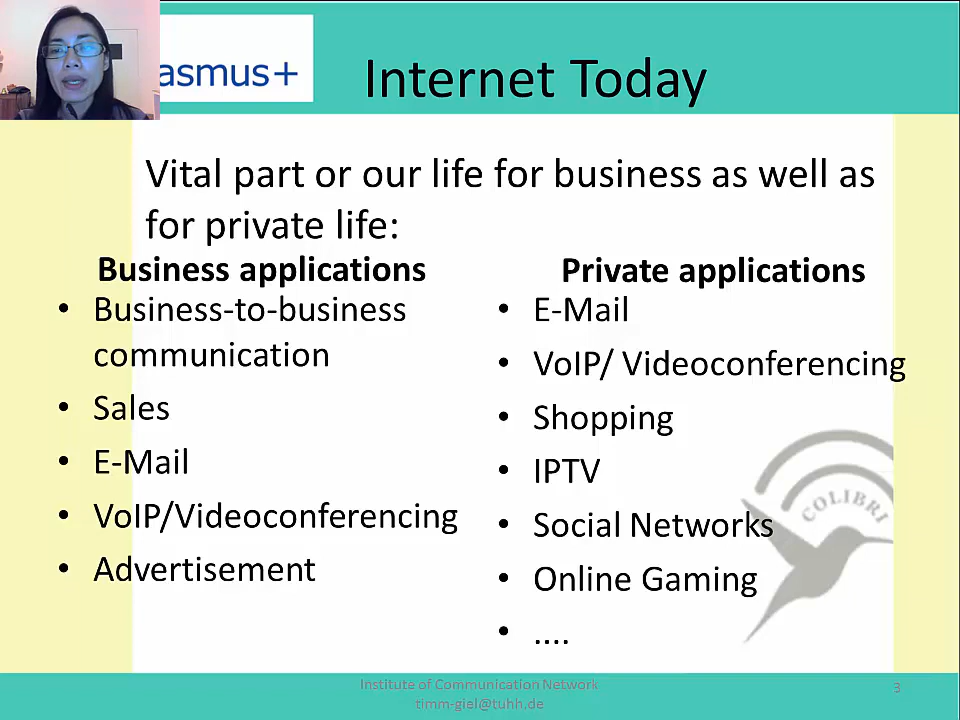 asmus+
Internet Today
Vital part or our life for business as well as
for private life:
Business applications
• Business-to-business
communication
• Sales
• E-Mail
• VoIP/Videoconferencing
• Advertisement
Private applications
• E-Mail
• VoIP/ Videoconferencing
• Shopping
• IPTV
• Social Networks
• Online Gaming
• ....
COLIBRI
Institute of Communication Network
timm-giel@tuhh.de
3